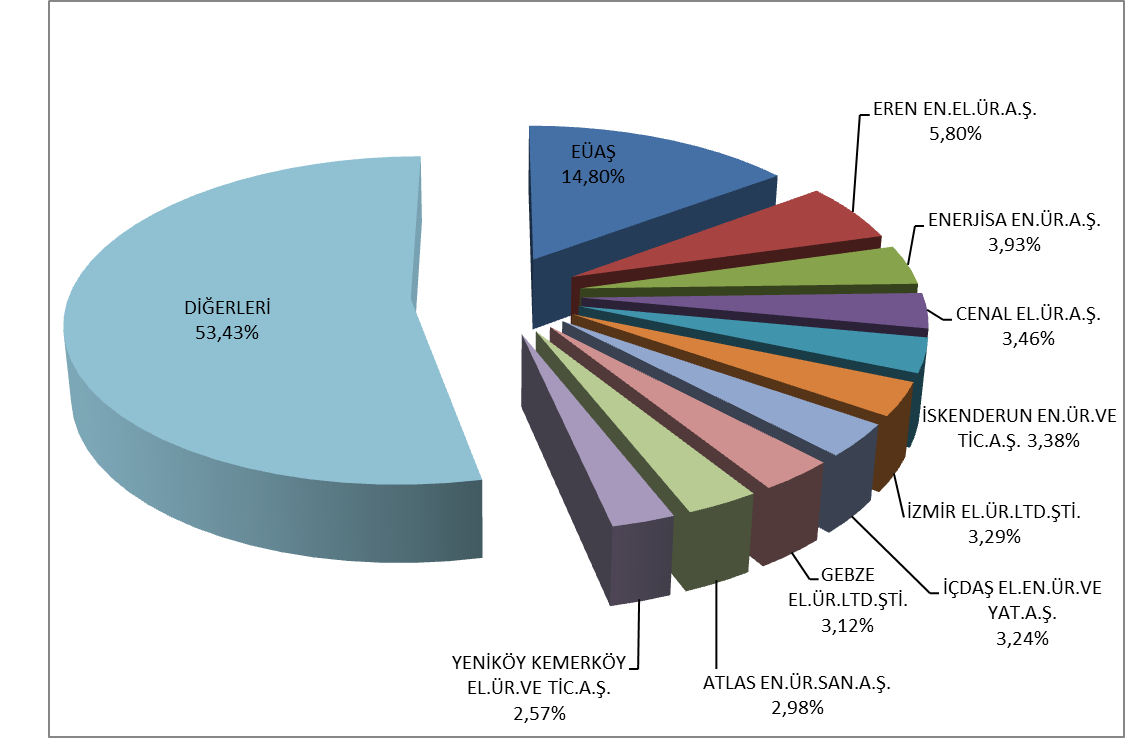 EÜAŞ
14,80%
EREN EN.EL.ÜR.A.Ş.
5,80%
ENERJİSA EN.ÜR.A.Ş.
3,93%
CENAL EL.ÜR.A.Ş.
3,46%
İSKENDERUN EN.ÜR.VE
TİC.A.Ş. 3,38%
İZMİR EL.ÜR.LTD.ŞTİ.
3,29%
İÇDAŞ EL.EN.ÜR.VE
YAT.A.Ş.
3,24%
GEBZE
EL.ÜR.LTD.ŞTİ.
3,12%
ATLAS EN.ÜR.SAN.A.Ş.
2,98%
YENİKÖY KEMERKÖY
EL.ÜR.VE TİC.A.Ş.
2,57%
DİĞERLERİ
53,43%